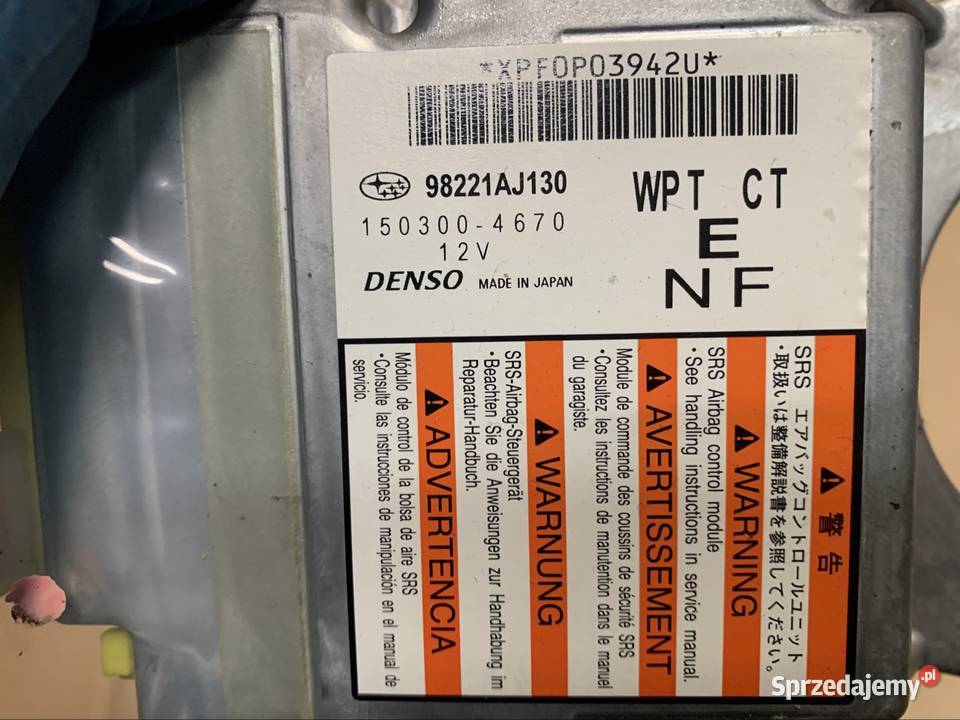 *XPF0P03942U*
98221AJ130
150300-4670
12V
DENSO MADE IN JAPAN
WPT CT
E
NF
⚠ 警告
SRS エアバッグコントロールユニット
・取扱いは整備解説書を参照してください。
⚠ WARNING
SRS Airbag control module
・See handling instructions in service manual.
⚠ AVERTISSEMENT
Module de commande des coussins de sécurité SRS
・Consultez les instructions de manutention dans le manuel
du garagiste.
⚠ WARNUNG
SRS-Airbag-Steuergerät
・Beachten Sie die Anweisungen zur Handhabung im
Reparatur-Handbuch.
⚠ ADVERTENCIA
Módulo de control de la bolsa de aire SRS
・Consulte las instrucciones de manipulación en el manual de
servicio.
Sprzedajemy.pl